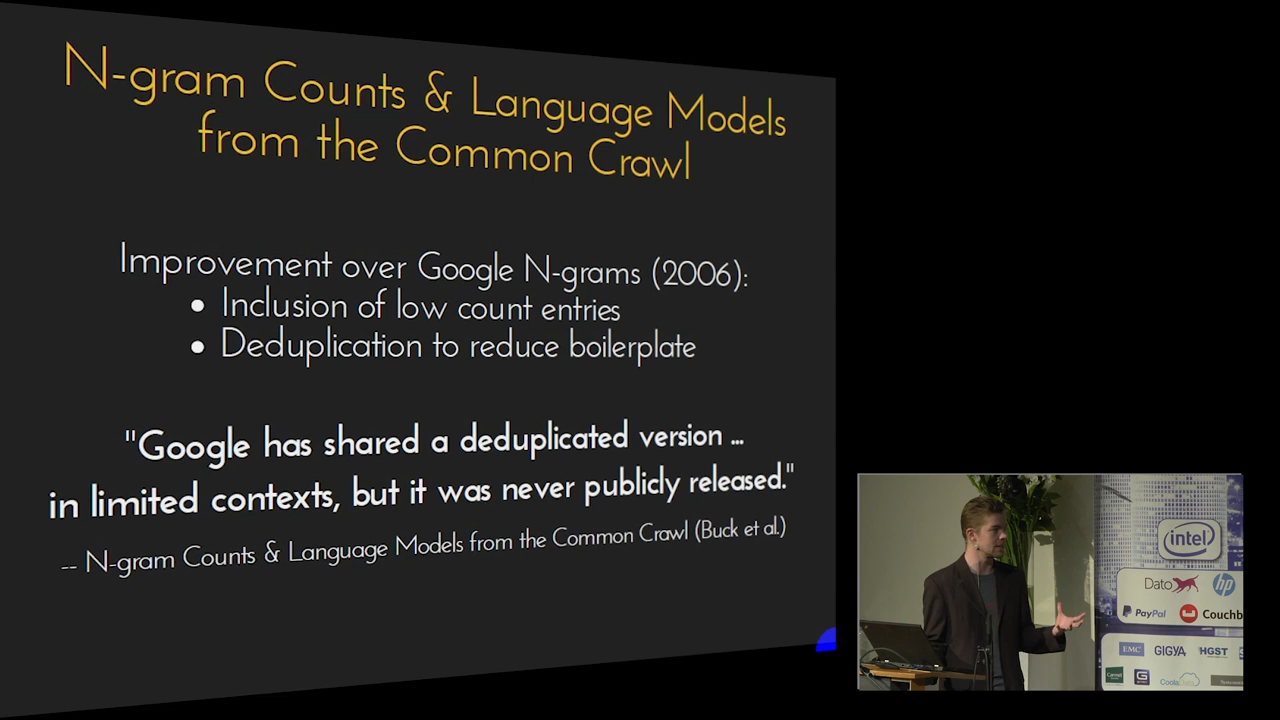 N-gram Counts & Language Models
from the Common Crawl
Improvement over Google N-grams (2006):
• Inclusion of low count entries
• Deduplication to reduce boilerplate
"Google has shared a deduplicated version ...
in limited contexts, but it was never publicly released."
-- N-gram Counts & Language Models from the Common Crawl (Buck et al.)
intel
Dato hp
PayPal Couchb
EMC GIGYA HGST